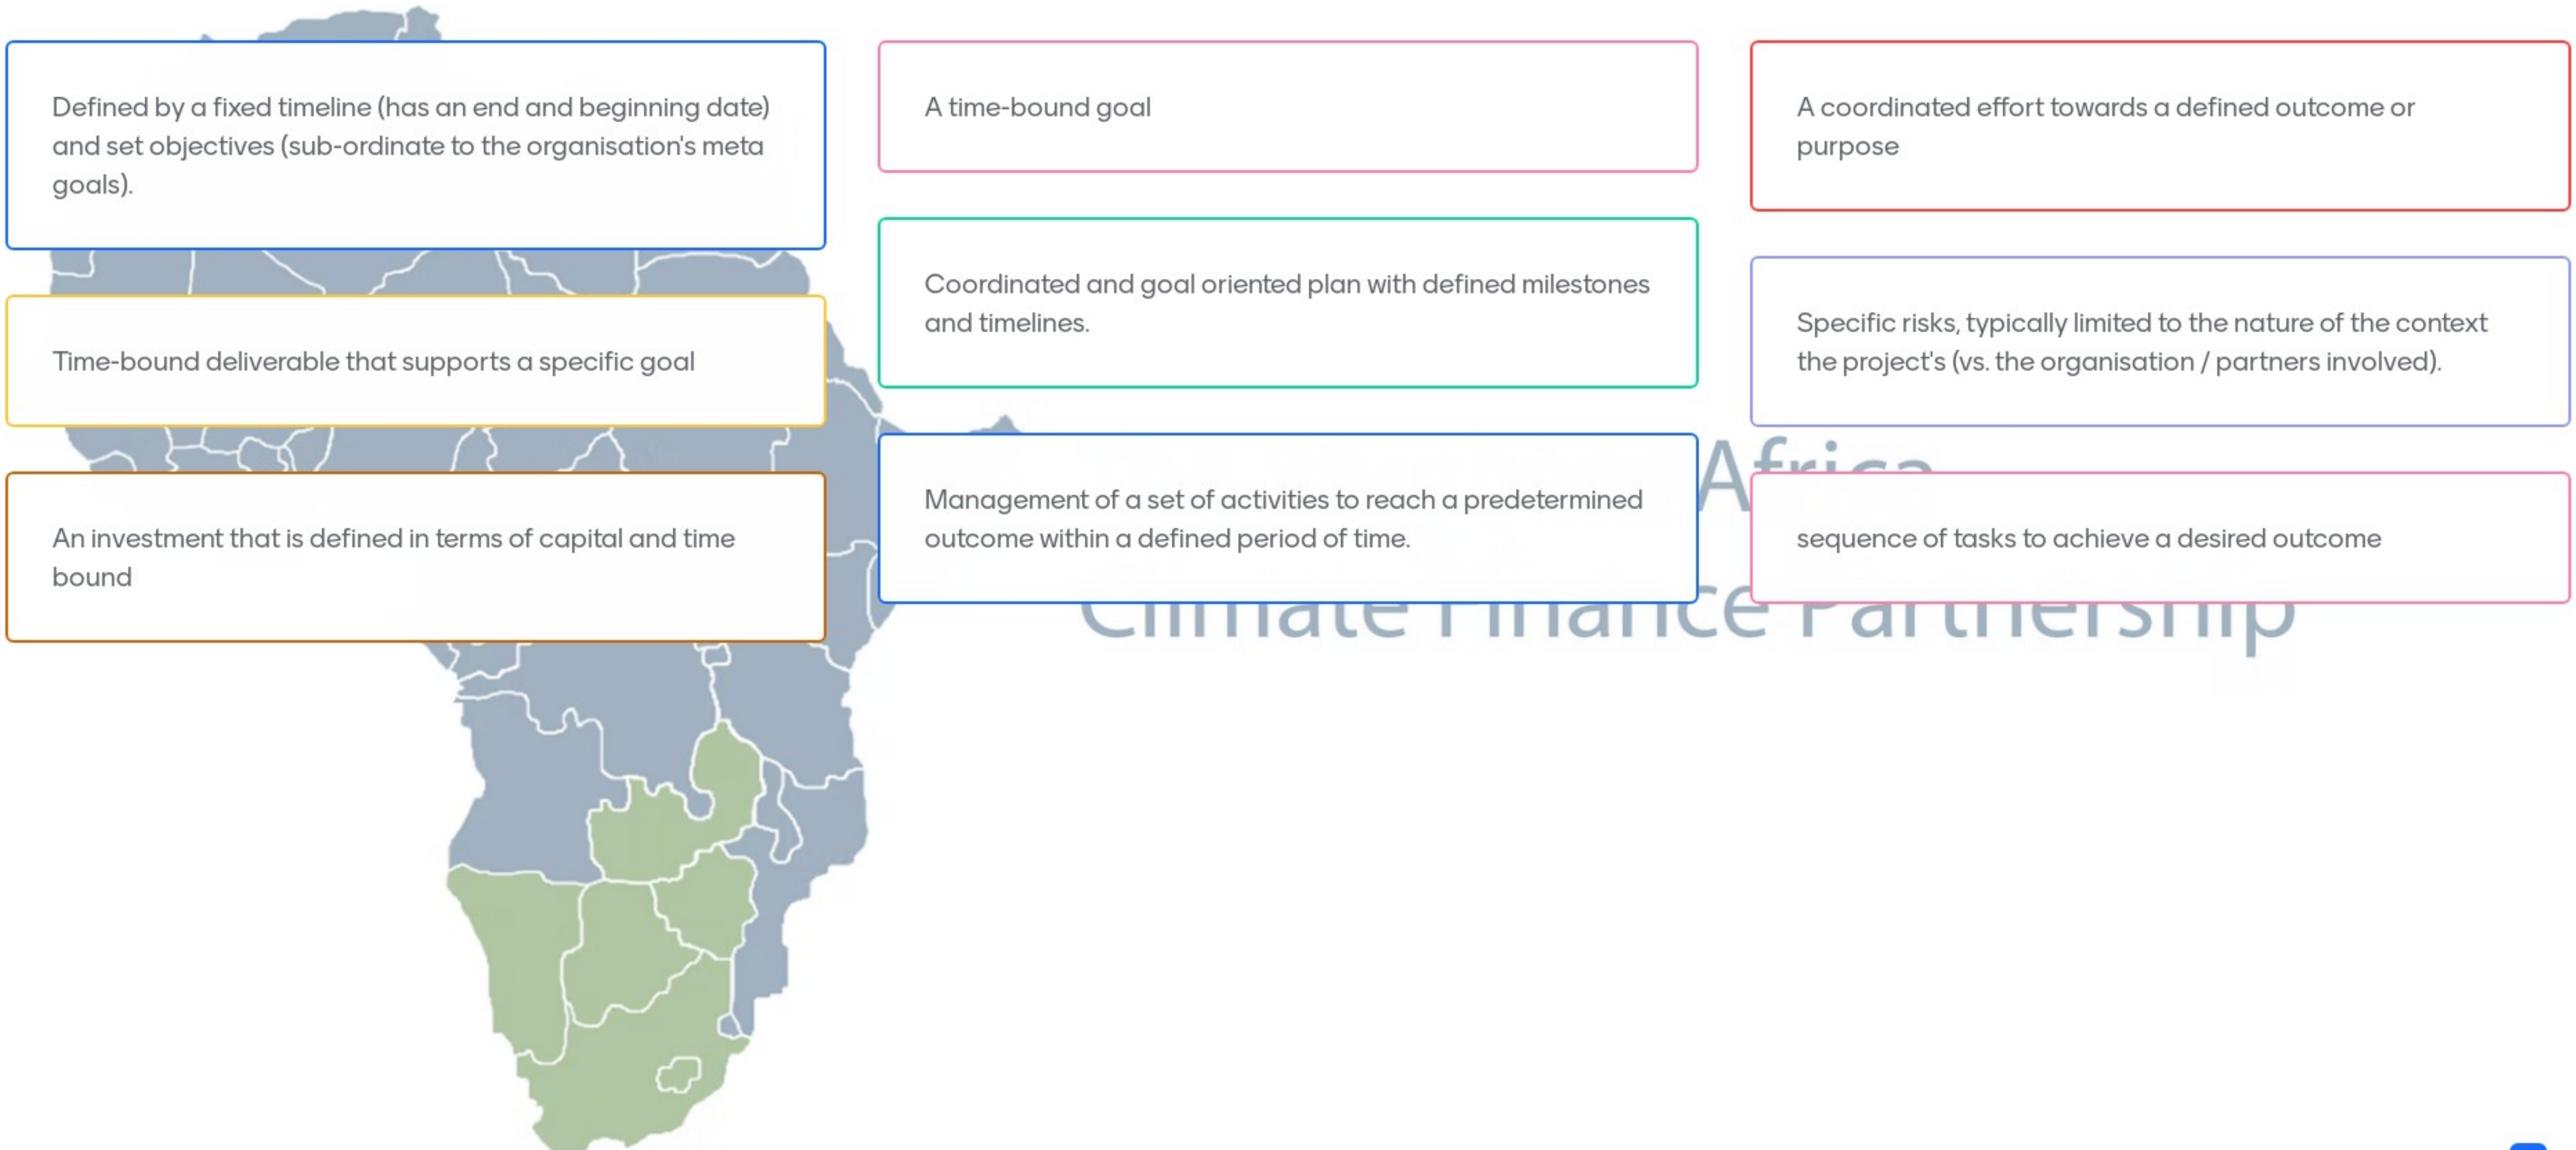 Defined by a fixed timeline (has an end and beginning date)
and set objectives (sub-ordinate to the organisation's meta
goals).
Time-bound deliverable that supports a specific goal
An investment that is defined in terms of capital and time
bound
A time-bound goal
Coordinated and goal oriented plan with defined milestones
and timelines.
Management of a set of activities to reach a predetermined
outcome within a defined period of time.
A coordinated effort towards a defined outcome or
purpose
Specific risks, typically limited to the nature of the context
the project's (vs. the organisation / partners involved).
sequence of tasks to achieve a desired outcome
Africa
Climate Finance Partnership